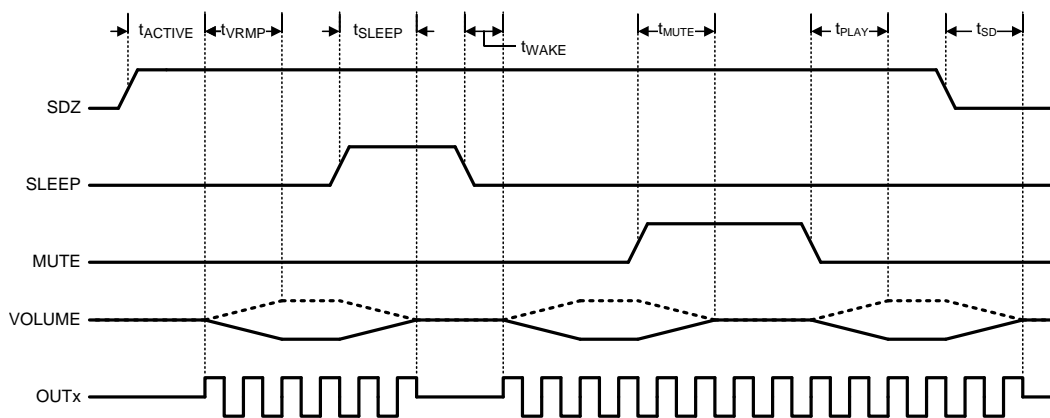 tACTIVE tVRMP tSLEEP tWAKE tMUTE tPLAY tSD
SDZ
SLEEP
MUTE
VOLUME
OUTx